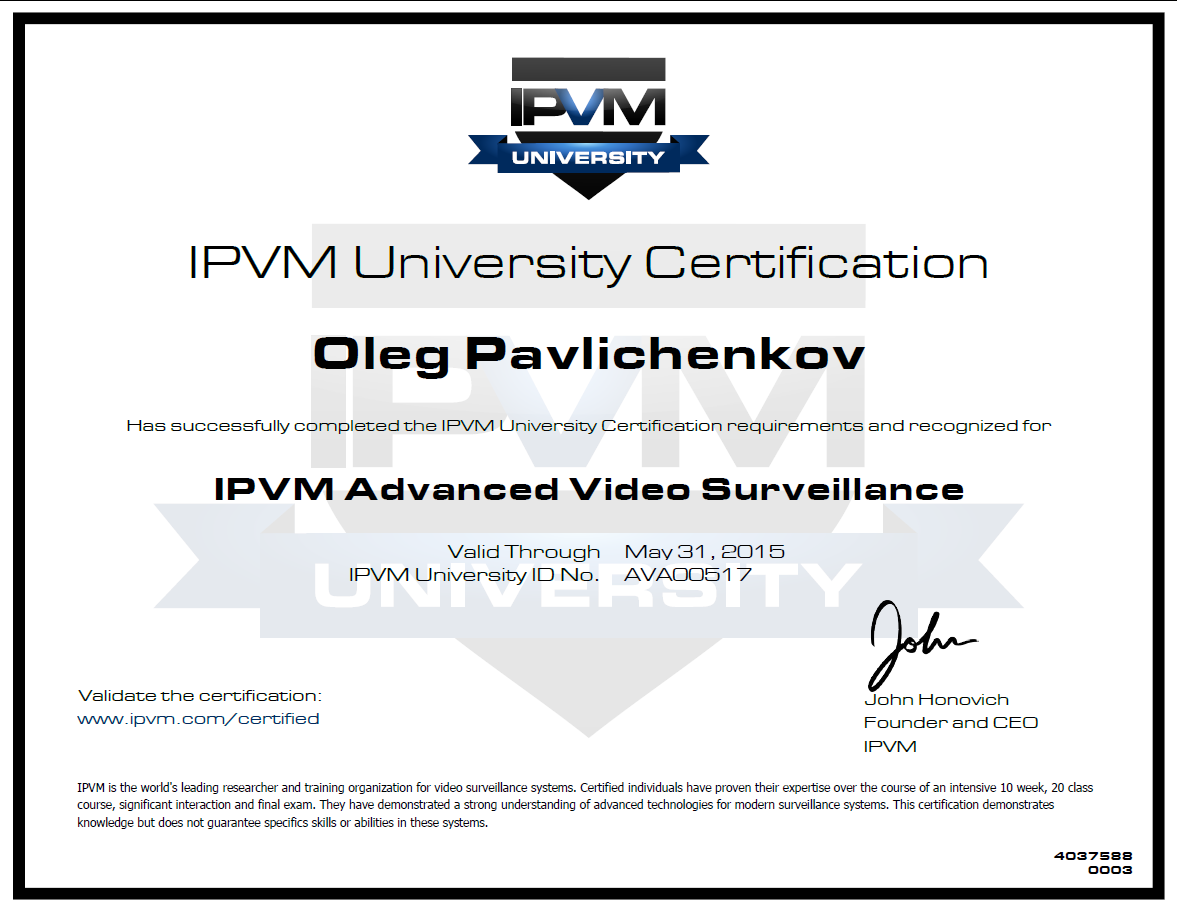 IPVM
UNIVERSITY
IPVM University Certification
Oleg Pavlichenkov
Has successfully completed the IPVM University Certification requirements and recognized for
IPVM Advanced Video Surveillance
Valid Through May 31, 2015
IPVM University ID No. AVA00517
IPVM
UNIVERSITY
John
Validate the certification:
www.ipvm.com/certified
John Honovich
Founder and CEO
IPVM
IPVM is the world's leading researcher and training organization for video surveillance systems. Certified individuals have proven their expertise over the course of an intensive 10 week, 20 class
course, significant interaction and final exam. They have demonstrated a strong understanding of advanced technologies for modern surveillance systems. This certification demonstrates
knowledge but does not guarantee specifics skills or abilities in these systems.
4037588
0003